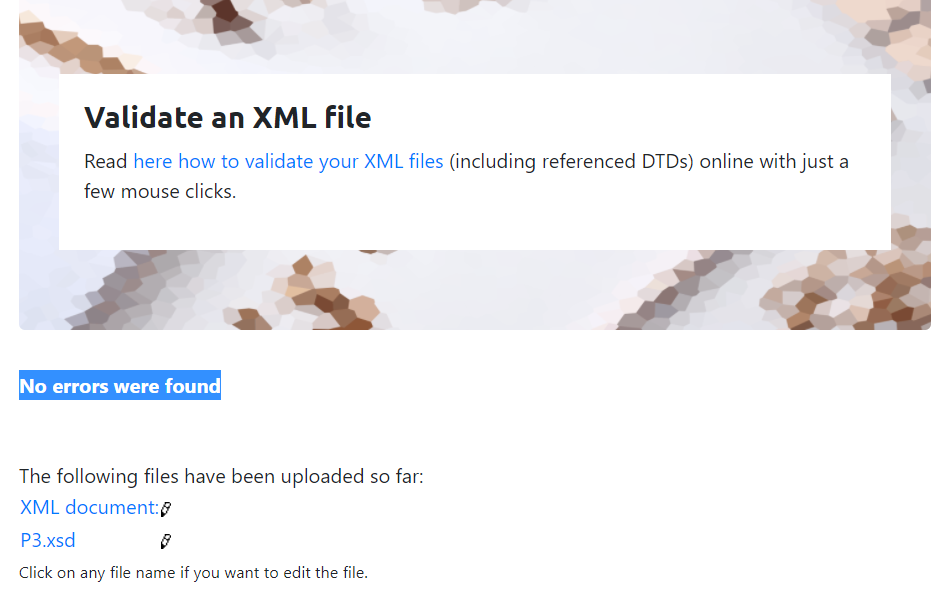 Validate an XML file
Read here how to validate your XML files (including referenced DTDs) online with just a
few mouse clicks.
No errors were found
The following files have been uploaded so far:
XML document:
P3.xsd
Click on any file name if you want to edit the file.